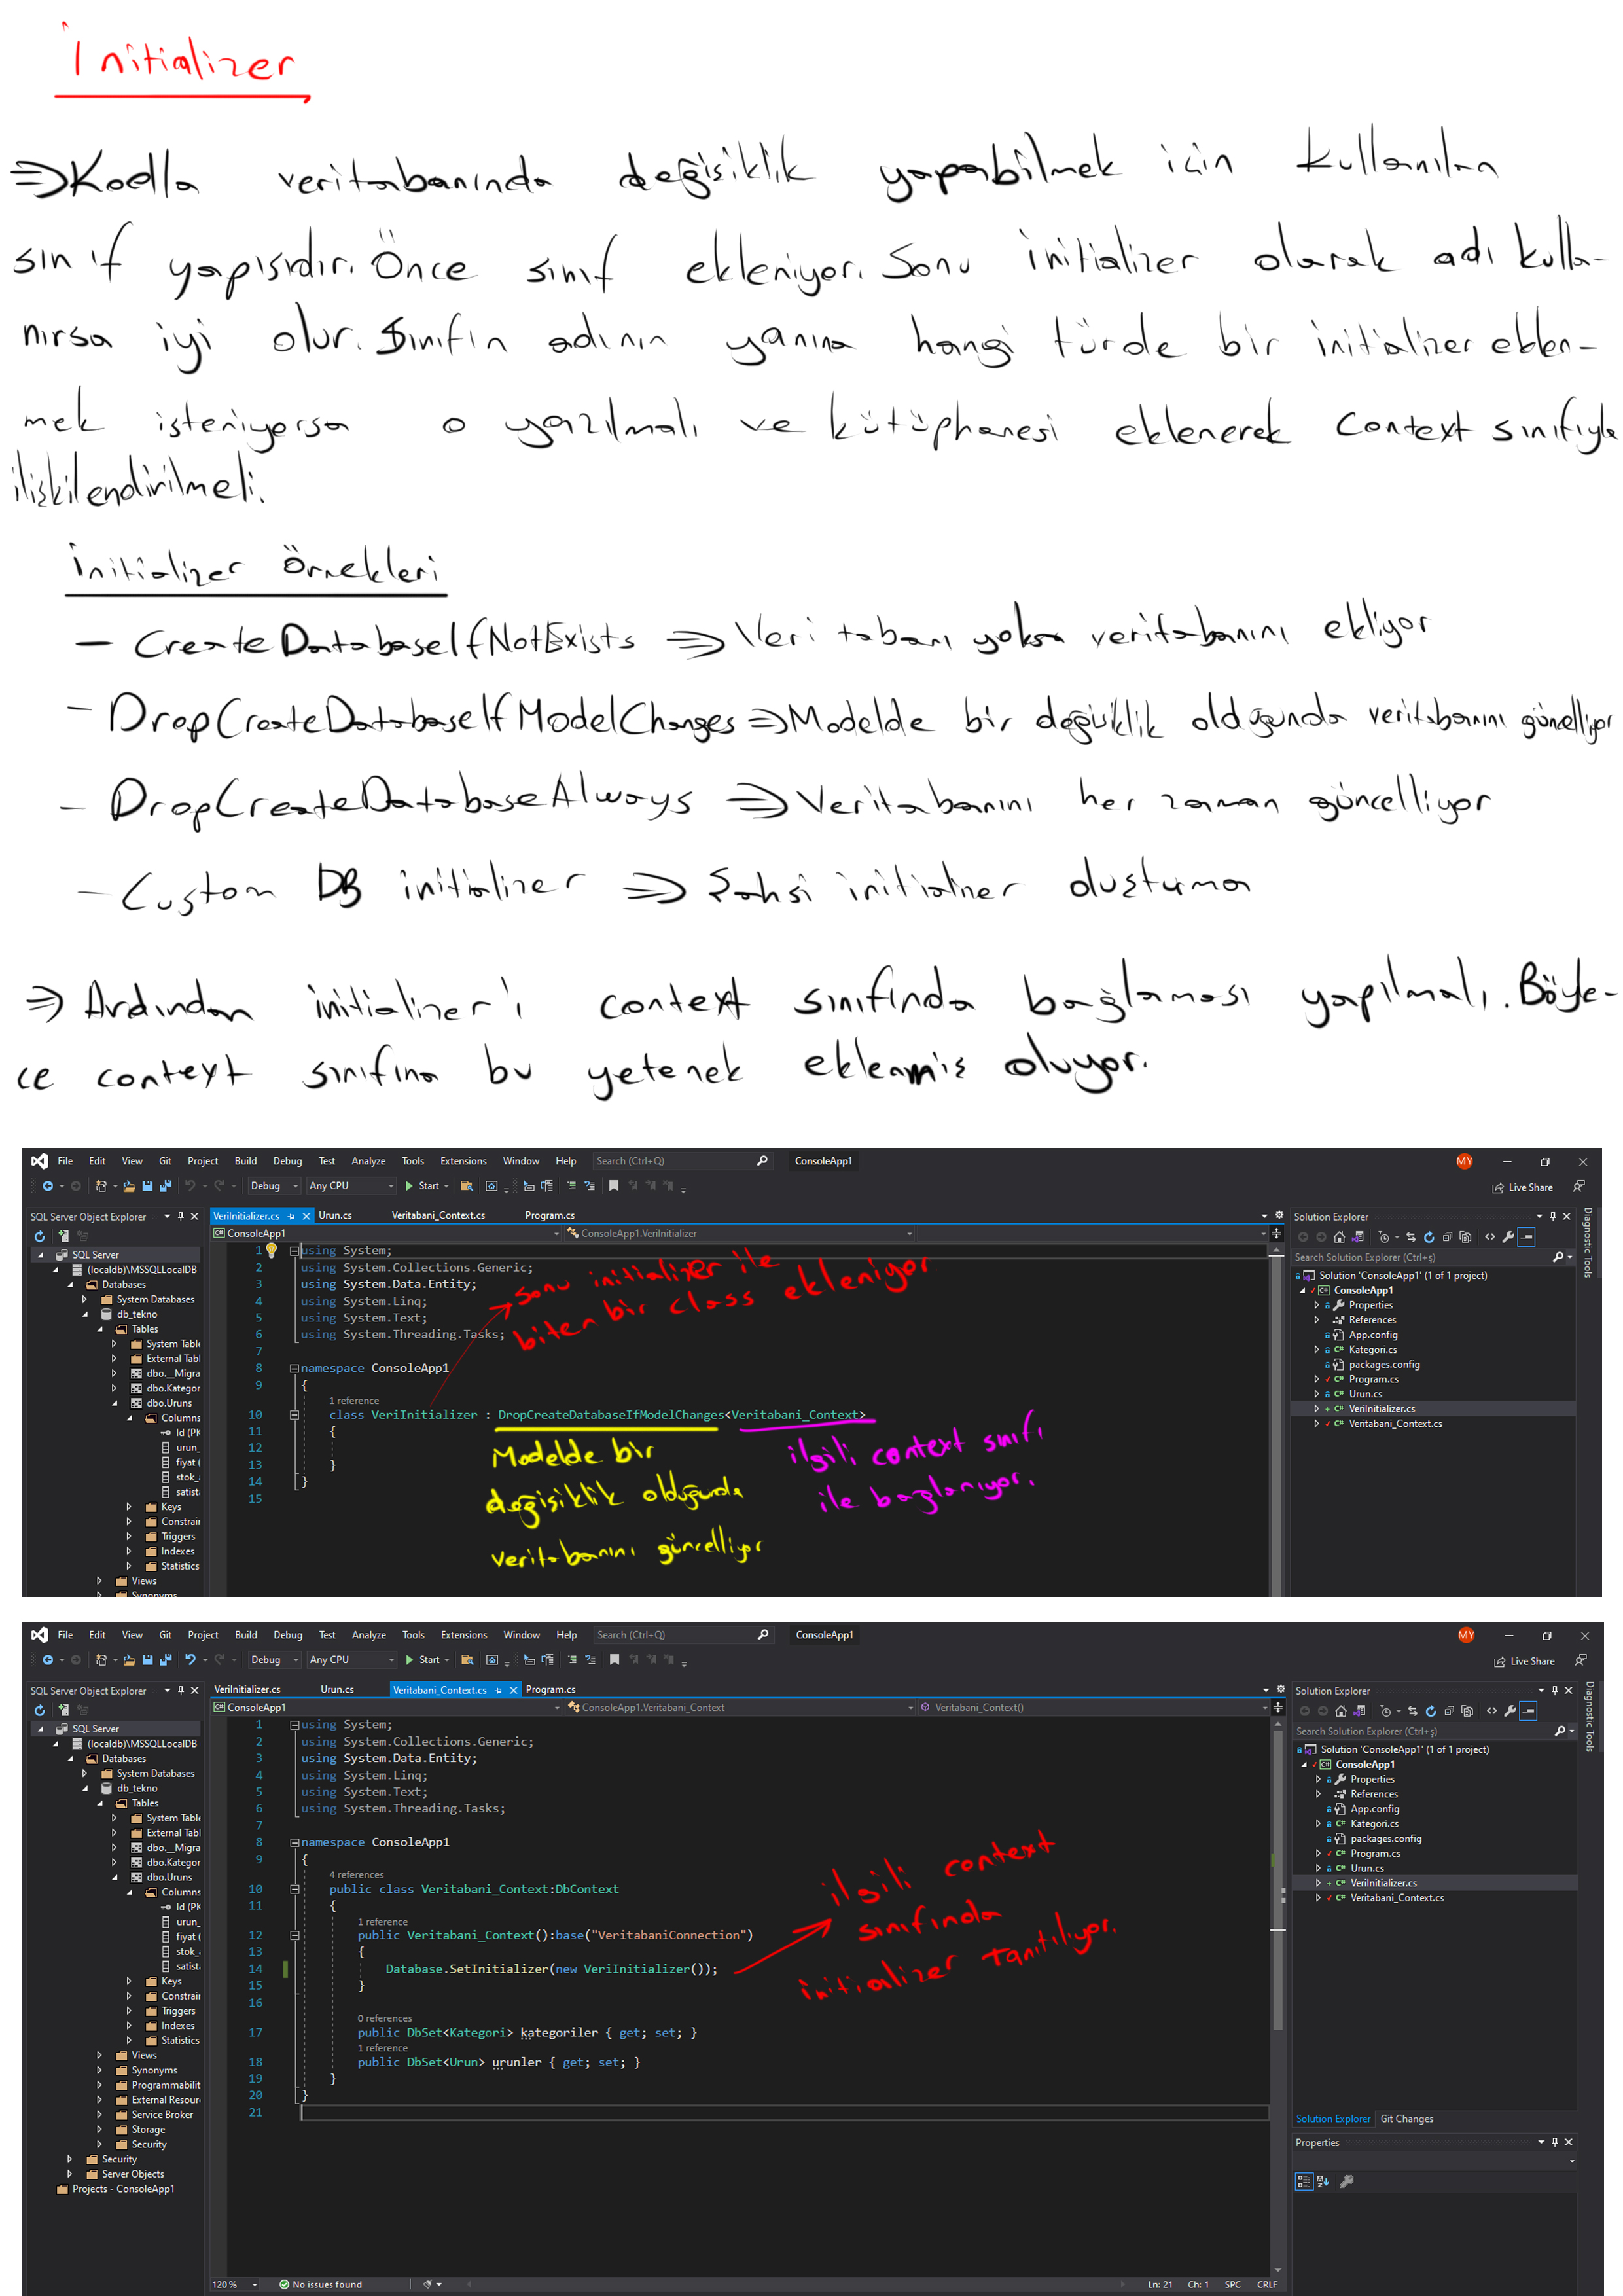 İnitializer
⇒Kodla veritabanında değişiklik yapabilmek için kullanılan
sınıf yapısıdır. Önce sınıf ekleniyor. Sonu initializer olarak adı kulla-
nırsa iyi olur. Sınıfın adının yanına hangi türde bir initializer eklen-
mek isteniyorsa o yazılmalı ve kütüphanesi eklenerek context sınıfıyla
ilişkilendirilmeli.
İnitializer Örnekleri
- CreateDatabaseIfNotExists ⇒ Veri tabanı yoksa veritabanını ekliyor
- DropCreateDatabaseIfModelChanges ⇒ Modelde bir değişiklik olduğunda veritabanını güncelliyor
- DropCreateDatabaseAlways ⇒ Veritabanını her zaman güncelliyor
- Custom DB initializer ⇒ Şahsi initializer oluşturma
⇒ Ardından initializer'ı context sınıfında bağlaması yapılmalı. Böyle-
ce context sınıfına bu yetenek eklenmiş oluyor.
File Edit View Git Project Build Debug Test Analyze Tools Extensions Window Help Search (Ctrl+Q) ConsoleApp1 MY
Debug Any CPU Start Live Share
SQL Server Object Explorer
SQL Server
(localdb)\MSSQLLocalDB
Databases
System Databases
db_tekno
Tables
System Table
External Tabl
dbo.__Migra
dbo.Kategor
dbo.Uruns
Columns
Id (PK
urun_
fiyat (
stok_a
satista
Keys
Constrair
Triggers
Indexes
Statistics
Views
Synonyms
VeriInitializer.cs Urun.cs Veritabani_Context.cs Program.cs
ConsoleApp1 ConsoleApp1.VeriInitializer
1 using System;
2 using System.Collections.Generic;
3 using System.Data.Entity;
4 using System.Linq;
5 using System.Text;
6 using System.Threading.Tasks;
7
8 namespace ConsoleApp1
9 {
1 reference
10 class VeriInitializer : DropCreateDatabaseIfModelChanges<Veritabani_Context>
11 {
12
13 }
14 }
15
sonu initializer ile
biten bir class ekleniyor
Modelde bir
değişiklik olduğunda
veritabanını güncelliyor
ilgili context sınıfı
ile bağlanıyor.
Solution Explorer
Search Solution Explorer (Ctrl+ş)
Solution 'ConsoleApp1' (1 of 1 project)
ConsoleApp1
Properties
References
App.config
Kategori.cs
packages.config
Program.cs
Urun.cs
VeriInitializer.cs
Veritabani_Context.cs
Diagnostic Tools
File Edit View Git Project Build Debug Test Analyze Tools Extensions Window Help Search (Ctrl+Q) ConsoleApp1 MY
Debug Any CPU Start Live Share
SQL Server Object Explorer
SQL Server
(localdb)\MSSQLLocalDB
Databases
System Databases
db_tekno
Tables
System Table
External Tabl
dbo.__Migra
dbo.Kategor
dbo.Uruns
Columns
Id (PK
urun_
fiyat (
stok_a
satista
Keys
Constrair
Triggers
Indexes
Statistics
Views
Synonyms
Programmabilit
External Resour
Service Broker
Storage
Security
Security
Server Objects
Projects - ConsoleApp1
VeriInitializer.cs Urun.cs Veritabani_Context.cs Program.cs
ConsoleApp1 ConsoleApp1.Veritabani_Context Veritabani_Context()
1 using System;
2 using System.Collections.Generic;
3 using System.Data.Entity;
4 using System.Linq;
5 using System.Text;
6 using System.Threading.Tasks;
7
8 namespace ConsoleApp1
9 {
4 references
10 public class Veritabani_Context:DbContext
11 {
1 reference
12 public Veritabani_Context():base("VeritabaniConnection")
13 {
14 Database.SetInitializer(new VeriInitializer());
15 }
16
0 references
17 public DbSet<Kategori> kategoriler { get; set; }
1 reference
18 public DbSet<Urun> urunler { get; set; }
19 }
20 }
21
ilgili context
sınıfında
initializer tanıtılıyor.
Solution Explorer
Search Solution Explorer (Ctrl+ş)
Solution 'ConsoleApp1' (1 of 1 project)
ConsoleApp1
Properties
References
App.config
Kategori.cs
packages.config
Program.cs
Urun.cs
VeriInitializer.cs
Veritabani_Context.cs
Solution Explorer Git Changes
Properties
Diagnostic Tools
120 % No issues found Ln: 21 Ch: 1 SPC CRLF